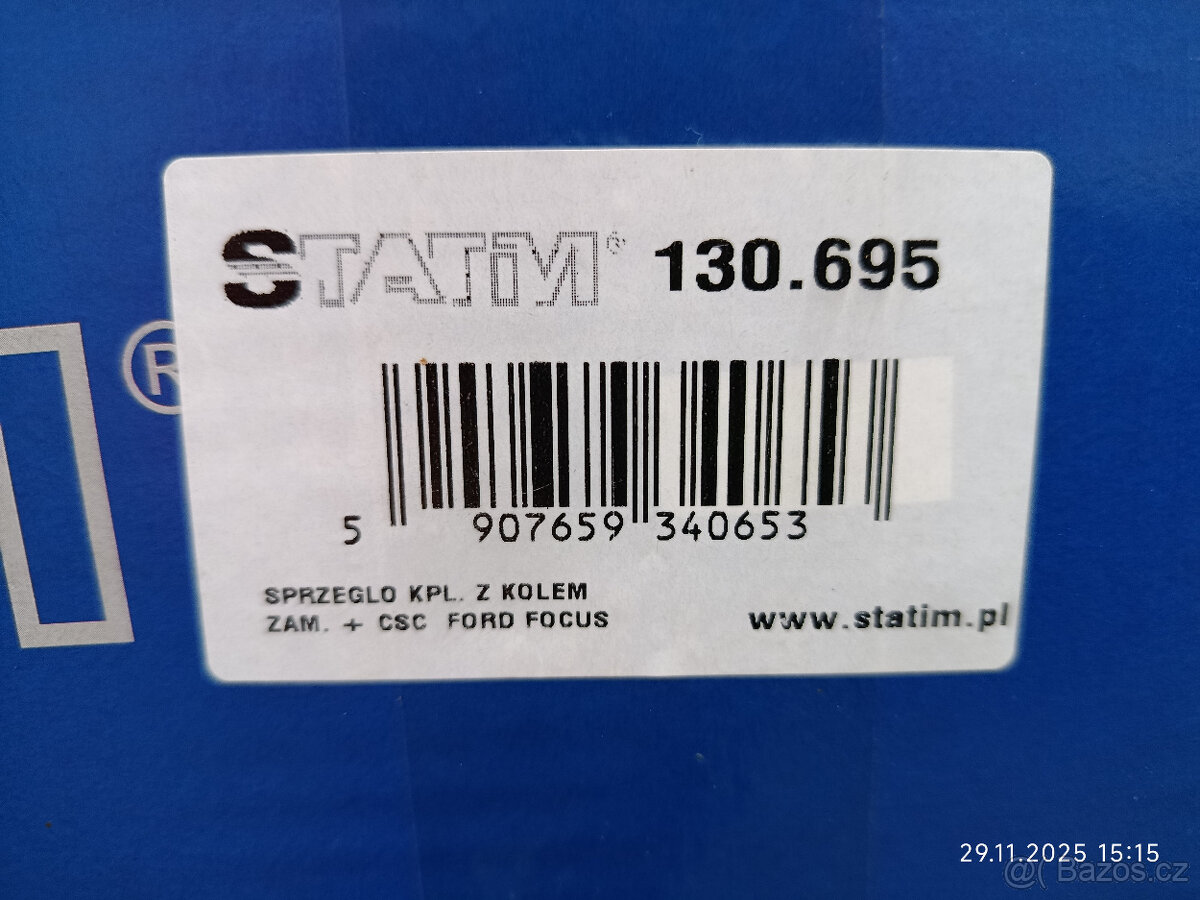 STATiM® 130.695
®
5 907659 340653
SPRZEGLO KPL. Z KOLEM
ZAM. + CSC FORD FOCUS
www.statim.pl
29.11.2025 15:15
@( Bazos.cz